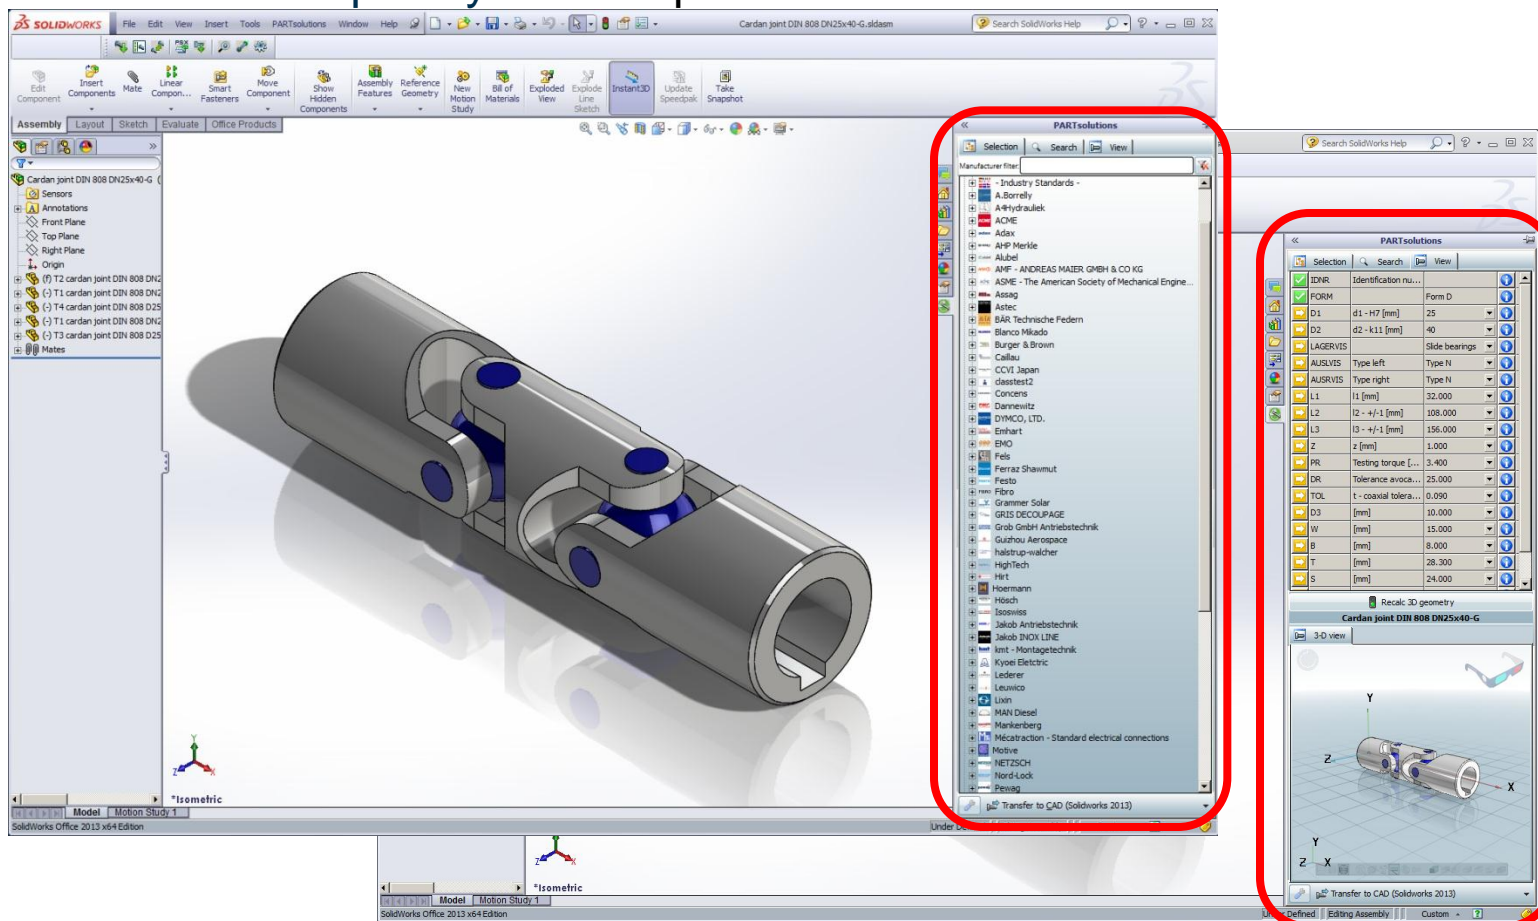 SOLIDWORKS File Edit View Insert Tools PARTsolutions Window Help
Cardan joint DIN 808 DN25x40-G.sldasm
Search SolidWorks Help
Edit Component
Insert Components
Mate
Linear Compon...
Smart Fasteners
Move Component
Show Hidden Components
Assembly Features
Reference Geometry
New Motion Study
Bill of Materials
Exploded View
Explode Line Sketch
Instant3D
Update Speedpak
Take Snapshot
Assembly Layout Sketch Evaluate Office Products
Cardan joint DIN 808 DN25x40-G (
Sensors
Annotations
Front Plane
Top Plane
Right Plane
Origin
(f) T2 cardan joint DIN 808 DN2
(-) T1 cardan joint DIN 808 DN2
(-) T4 cardan joint DIN 808 D25
(-) T1 cardan joint DIN 808 DN2
(-) T3 cardan joint DIN 808 D25
Mates
Y
Z X
*Isometric
Model Motion Study 1
SolidWorks Office 2013 x64 Edition
PARTsolutions
Selection Search View
Manufacturer filter:
- Industry Standards -
A.Borrelly
A4Hydrauliek
ACME
Adax
AHP Merkle
Alubel
AMF - ANDREAS MAIER GMBH & CO KG
ASME - The American Society of Mechanical Engine...
Assag
Astec
BÄR Technische Federn
Blanco Mikado
Burger & Brown
Caillau
CCVI Japan
classtest2
Concens
Dannewitz
DYMCO, LTD.
Emhart
EMO
Fels
Ferraz Shawmut
Festo
Fibro
Grammer Solar
GRIS DECOUPAGE
Grob GmbH Antriebstechnik
Guizhou Aerospace
halstrup-walcher
HighTech
Hirt
Hoermann
Hösch
Isoswiss
Jakob Antriebstechnik
Jakob INOX LINE
kmt - Montagetechnik
Kyoei Eletctric
Lederer
Leuwico
Lixin
MAN Diesel
Mankenberg
Mécatraction - Standard electrical connections
Motive
NETZSCH
Nord-Lock
Pewag
Transfer to CAD (Solidworks 2013)
Search SolidWorks Help
PARTsolutions
Selection Search View
IDNR Identification nu...
FORM Form D
D1 d1 - H7 [mm] 25
D2 d2 - k11 [mm] 40
LAGERVIS Slide bearings
AUSLVIS Type left Type N
AUSRVIS Type right Type N
L1 l1 [mm] 32.000
L2 l2 - +/-1 [mm] 108.000
L3 l3 - +/-1 [mm] 156.000
Z z [mm] 1.000
PR Testing torque [... 3.400
DR Tolerance avoca... 25.000
TOL t - coaxial tolera... 0.090
D3 [mm] 10.000
W [mm] 15.000
B [mm] 8.000
T [mm] 28.300
S [mm] 24.000
Recalc 3D geometry
Cardan joint DIN 808 DN25x40-G
3-D view
Y
Z
X
Y
Z X
Transfer to CAD (Solidworks 2013)
Z X
*Isometric
Model Motion Study 1
SolidWorks Office 2013 x64 Edition
Defined Editing Assembly Custom